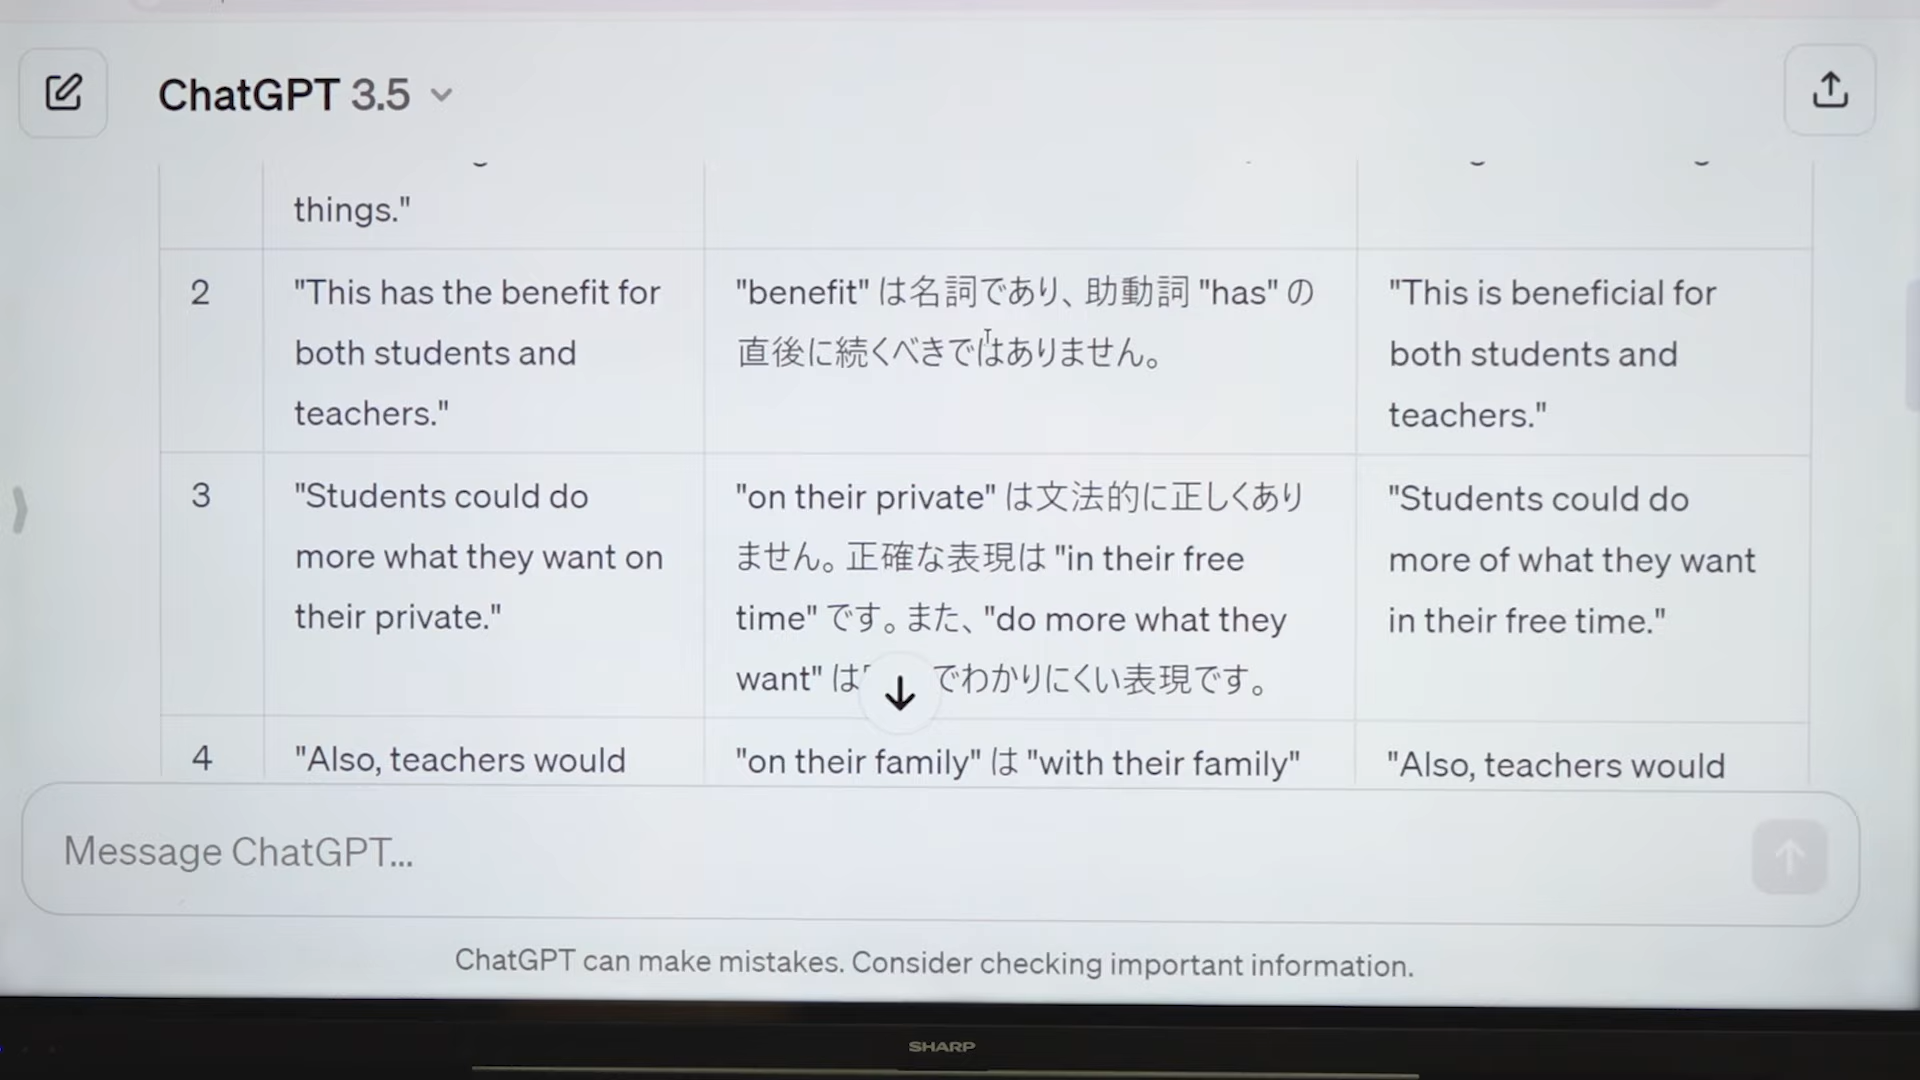 ChatGPT 3.5
things."
2
"This has the benefit for
both students and
teachers."
"benefit" は名詞であり、助動詞 "has" の
直後に続くべきではありません。
"This is beneficial for
both students and
teachers."
3
"Students could do
more what they want on
their private."
"on their private" は文法的に正しくあり
ません。正確な表現は "in their free
time" です。また、"do more what they
want" は でわかりにくい表現です。
"Students could do
more of what they want
in their free time."
4
"Also, teachers would
"on their family" は "with their family"
"Also, teachers would
Message ChatGPT...
ChatGPT can make mistakes. Consider checking important information.
SHARP